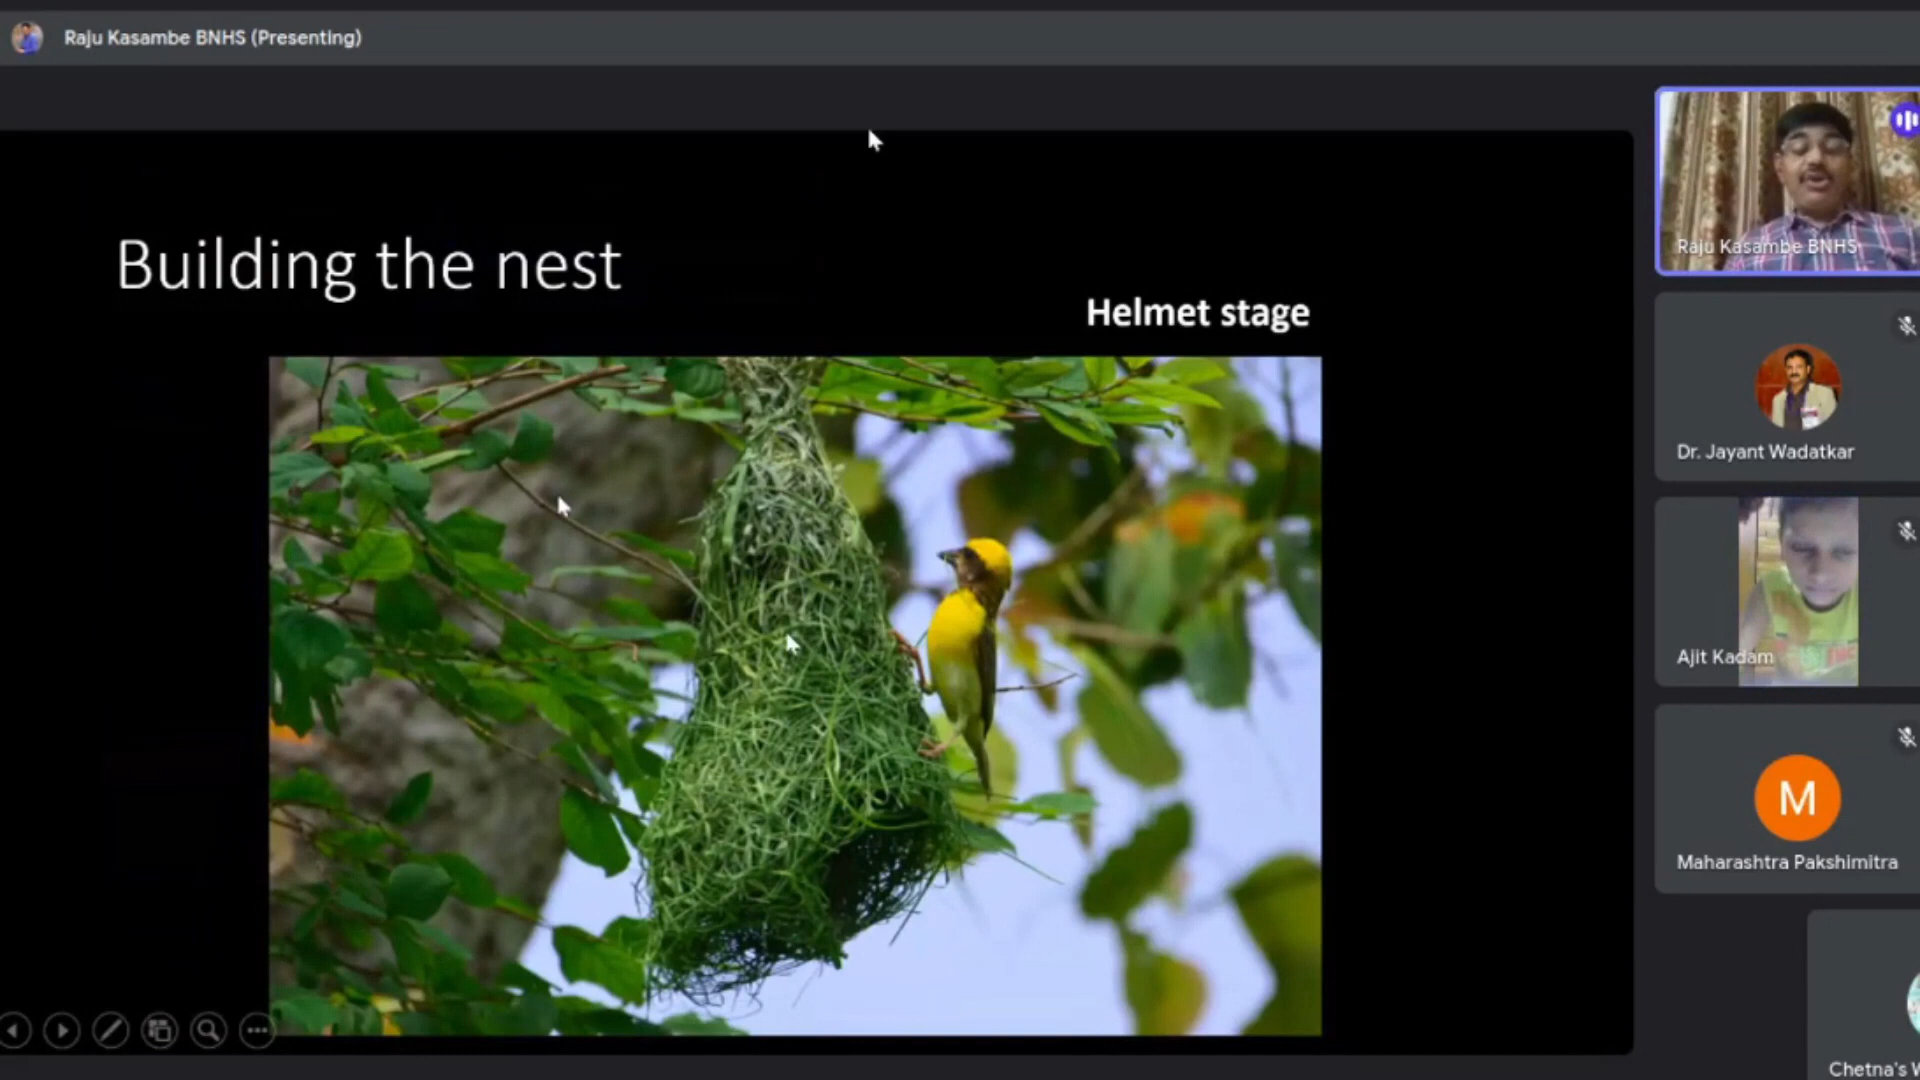 Raju Kasambe BNHS (Presenting)
Building the nest
Helmet stage
Raju Kasambe BNHS
Dr. Jayant Wadatkar
Ajit Kadam
M
Maharashtra Pakshimitra
Chetna's